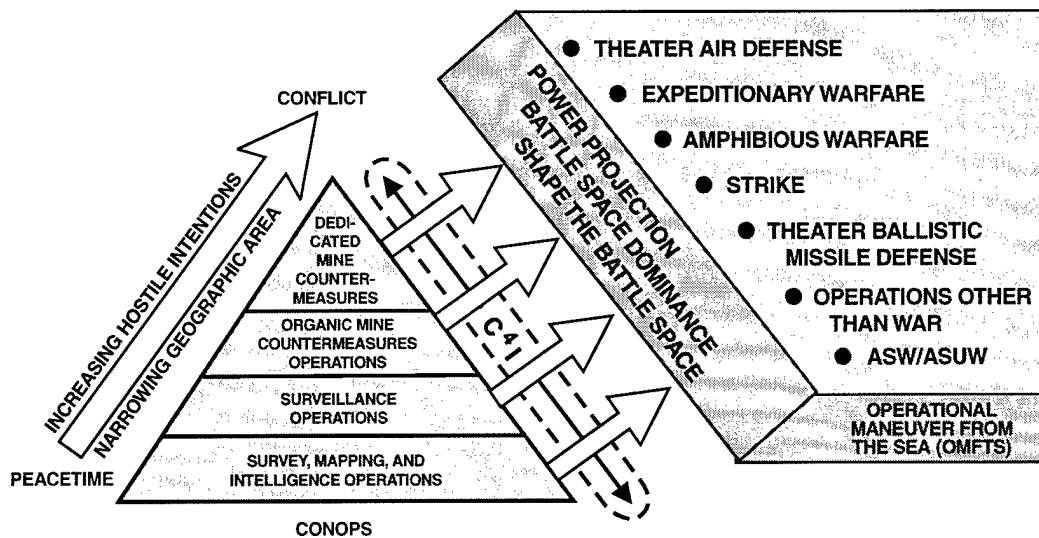 CONFLICT
INCREASING HOSTILE INTENTIONS
NARROWING GEOGRAPHIC AREA
PEACETIME
DEDI-
CATED
MINE
COUNTER-
MEASURES
ORGANIC MINE
COUNTERMEASURES
OPERATIONS
SURVEILLANCE
OPERATIONS
SURVEY, MAPPING, AND
INTELLIGENCE OPERATIONS
CONOPS
C4
POWER PROJECTION
BATTLE SPACE DOMINANCE
SHAPE THE BATTLE SPACE
● THEATER AIR DEFENSE
● EXPEDITIONARY WARFARE
● AMPHIBIOUS WARFARE
● STRIKE
● THEATER BALLISTIC
MISSILE DEFENSE
● OPERATIONS OTHER
THAN WAR
● ASW/ASUW
OPERATIONAL
MANEUVER FROM
THE SEA (OMFTS)